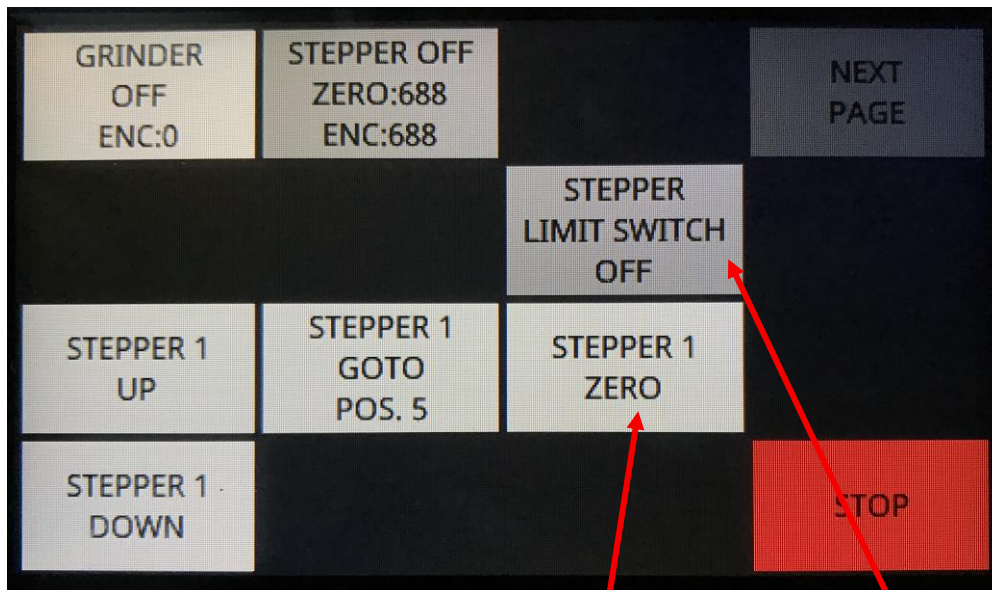 GRINDER
OFF
ENC:0
STEPPER OFF
ZERO:688
ENC:688
NEXT
PAGE
STEPPER
LIMIT SWITCH
OFF
STEPPER 1
UP
STEPPER 1
GOTO
POS. 5
STEPPER 1
ZERO
STEPPER 1
DOWN
STOP